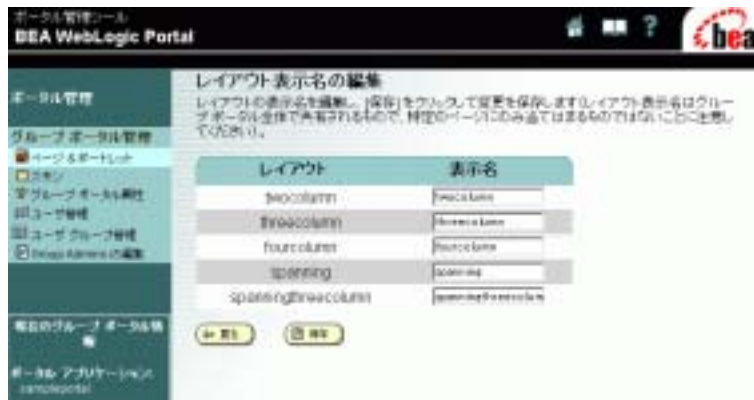 ポータル管理ツール
BEA WebLogic Portal
?
bea
ポータル管理
グループ ポータル管理
ページ & ポートレット
スキン
グループ ポータル属性
ユーザ管理
ユーザ グループ管理
の編集
現在のグループ ポータル情報
ポータル アプリケーション
sampleportal
レイアウト表示名の編集
レイアウトの表示名を編集し、[保存]をクリックして変更を保存します(レイアウト表示名はグルー
プ ポータル全体で共有されるもので、特定のページにのみ当てはまるものではないことに注意し
てください)。
レイアウト 表示名
twocolumn twocolumn
threecolumn threecolumn
fourcolumn fourcolumn
spanning spanning
spanningthreecolumn spanningthreecolum
戻る 保存